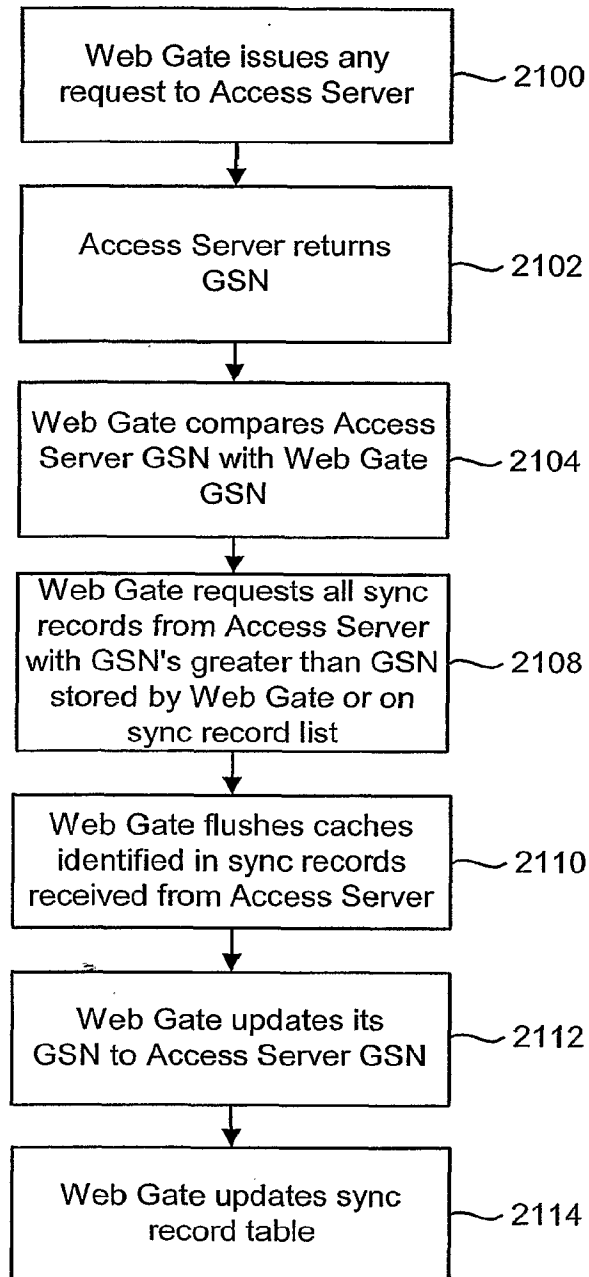 Web Gate issues any
request to Access Server
2100
Access Server returns
GSN
2102
Web Gate compares Access
Server GSN with Web Gate
GSN
2104
Web Gate requests all sync
records from Access Server
with GSN's greater than GSN
stored by Web Gate or on
sync record list
2108
Web Gate flushes caches
identified in sync records
received from Access Server
2110
Web Gate updates its
GSN to Access Server GSN
2112
Web Gate updates sync
record table
2114